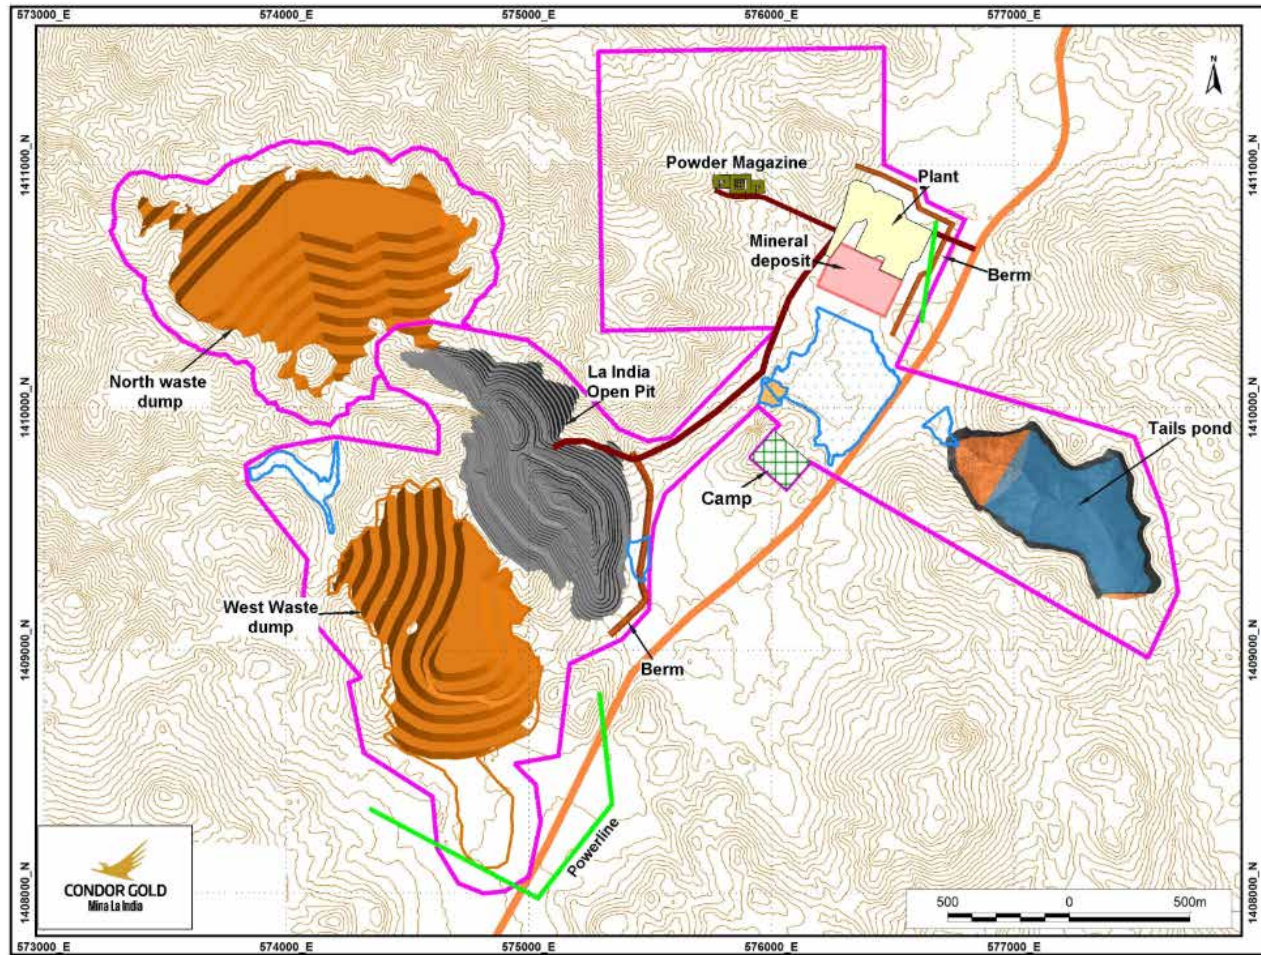 573000_E
574000_E
575000_E
576000_E
577000_E
N
1411000_N
1411000_N
Powder Magazine
Plant
Mineral
deposit
Berm
La India
Open Pit
North waste
dump
1410000_N
1410000_N
Tails pond
Camp
West Waste
dump
Berm
1409000_N
1409000_N
Powerline
CONDOR GOLD
Mina La India
1408000_N
1408000_N
500
0
500m
573000_E
574000_E
575000_E
576000_E
577000_E